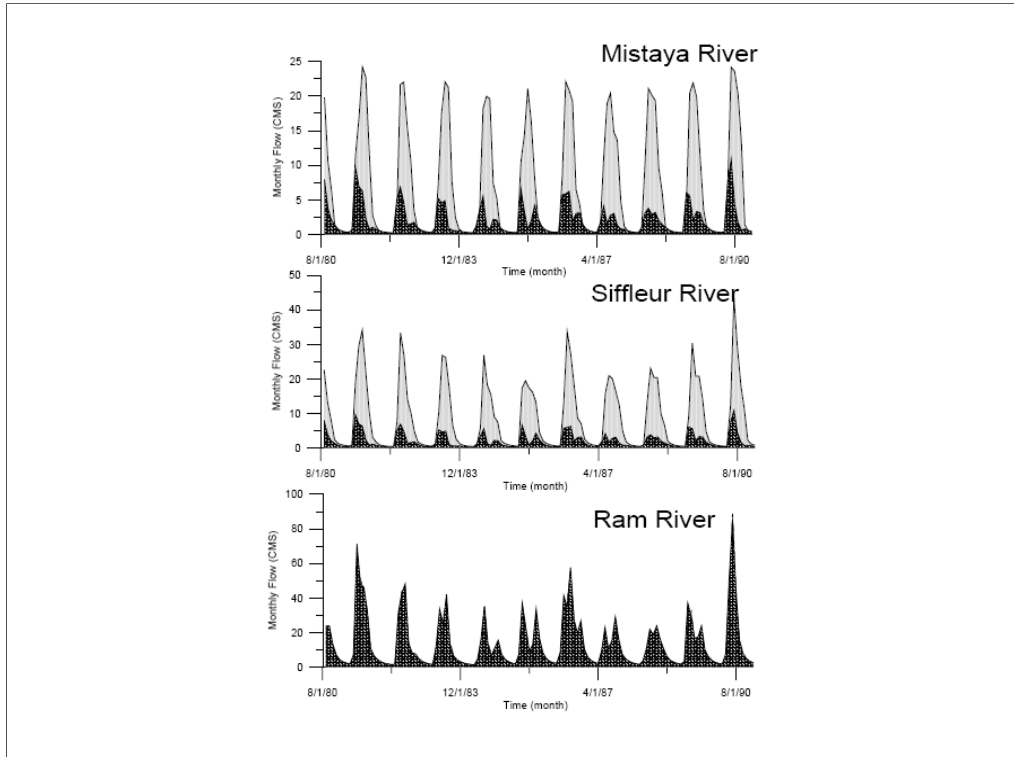 Mistaya River
Monthly Flow (CMS)
25
20
15
10
5
0
8/1/80 12/1/83 4/1/87 8/1/90
Time (month)
Siffleur River
Monthly Flow (CMS)
50
40
30
20
10
0
8/1/80 12/1/83 4/1/87 8/1/90
Time (month)
Ram River
Monthly Flow (CMS)
100
80
60
40
20
0
8/1/80 12/1/83 4/1/87 8/1/90
Time (month)